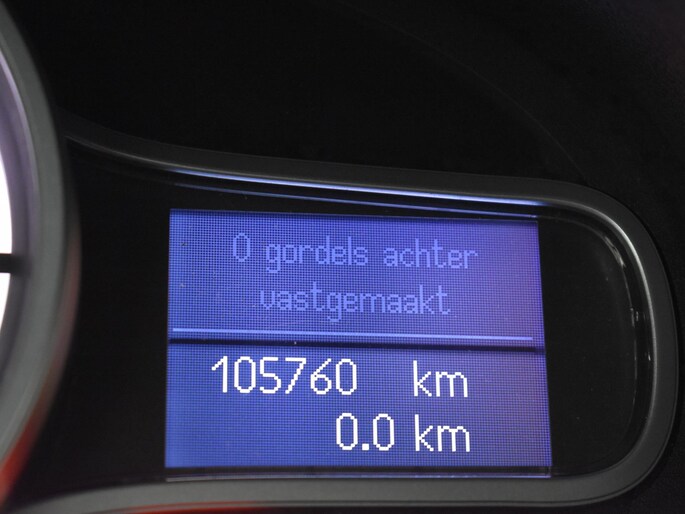 0 gordels achter
vastgemaakt
105760 km
0.0 km